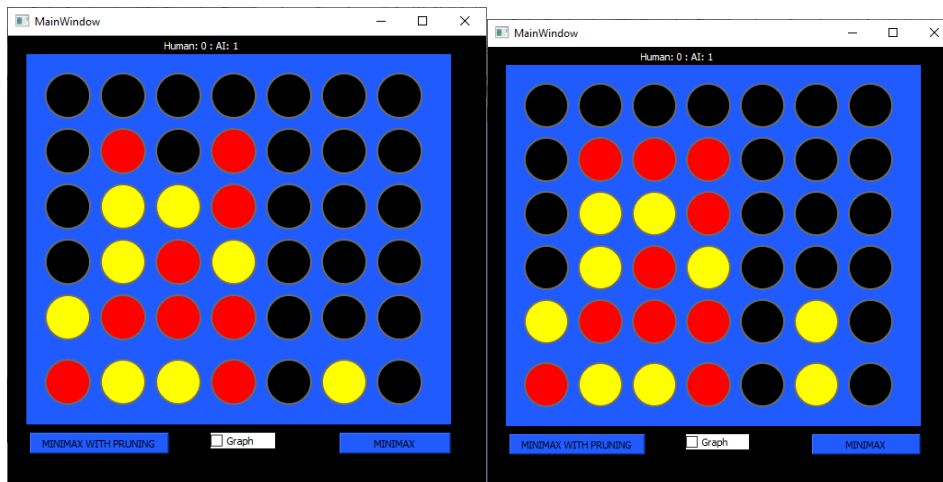 MainWindow
Human: 0 : AI: 1
MINIMAX WITH PRUNING
Graph
MINIMAX
MainWindow
Human: 0 : AI: 1
MINIMAX WITH PRUNING
Graph
MINIMAX